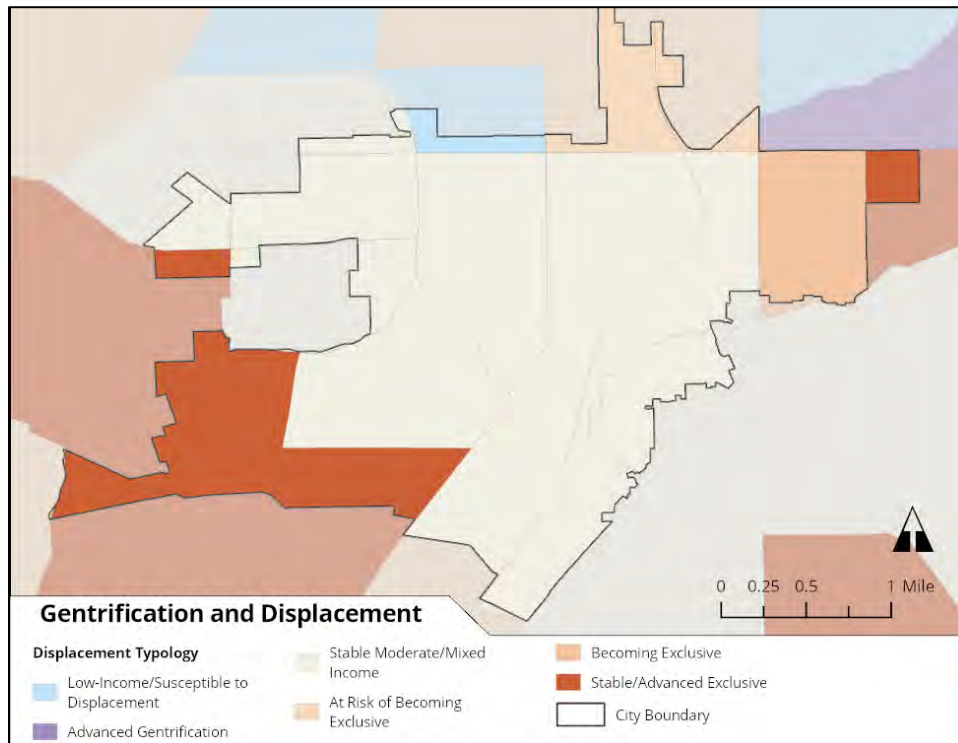 0 0.25 0.5 1 Mile
Gentrification and Displacement
Displacement Typology
Low-Income/Susceptible to
Displacement
Advanced Gentrification
Stable Moderate/Mixed
Income
At Risk of Becoming
Exclusive
Becoming Exclusive
Stable/Advanced Exclusive
City Boundary